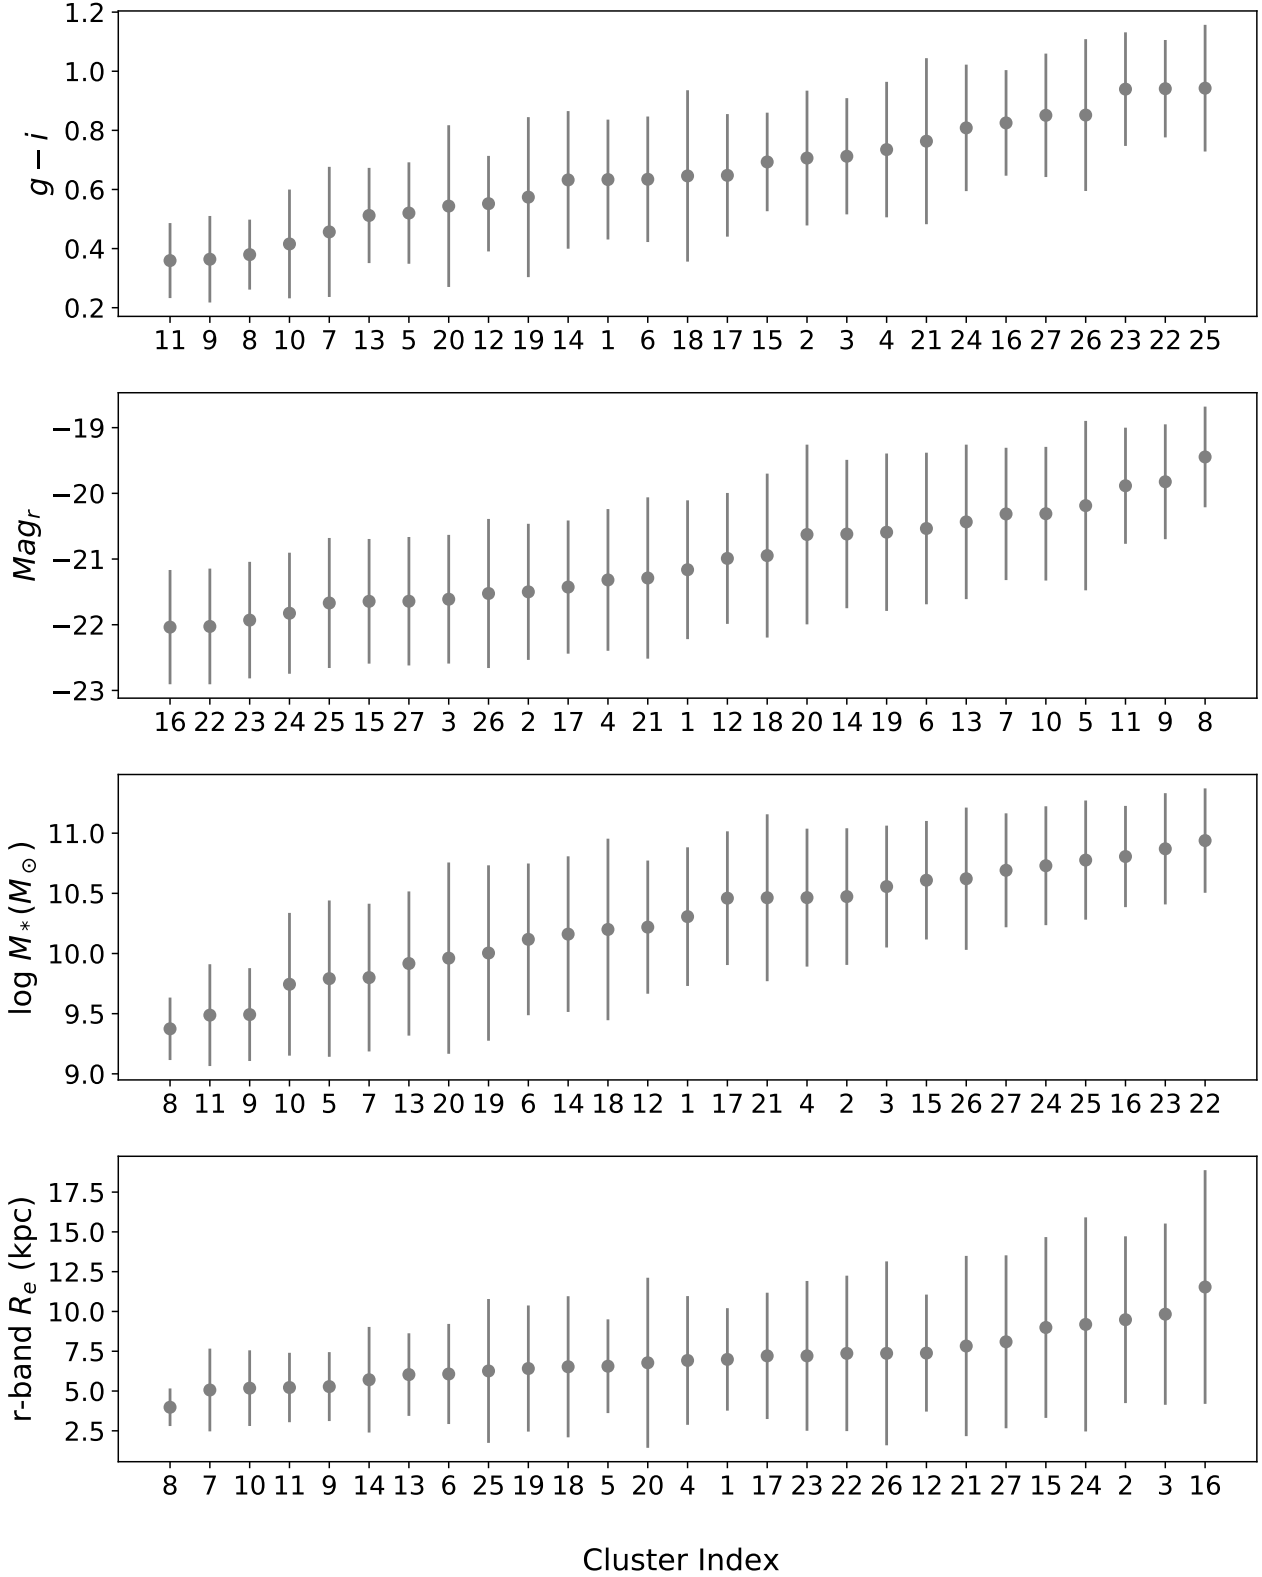 1.2
1.0
0.8
0.6
0.4
0.2
g − i
11 9 8 10 7 13 5 20 12 19 14 1 6 18 17 15 2 3 4 21 24 16 27 26 23 22 25
−19
−20
−21
−22
−23
Mag_r
16 22 23 24 25 15 27 3 26 2 17 4 21 1 12 18 20 14 19 6 13 7 10 5 11 9 8
11.0
10.5
10.0
9.5
9.0
log M_*(M_⊙)
8 11 9 10 5 7 13 20 19 6 14 18 12 1 17 21 4 2 3 15 26 27 24 25 16 23 22
17.5
15.0
12.5
10.0
7.5
5.0
2.5
r-band R_e (kpc)
8 7 10 11 9 14 13 6 25 19 18 5 20 4 1 17 23 22 26 12 21 27 15 24 2 3 16
Cluster Index